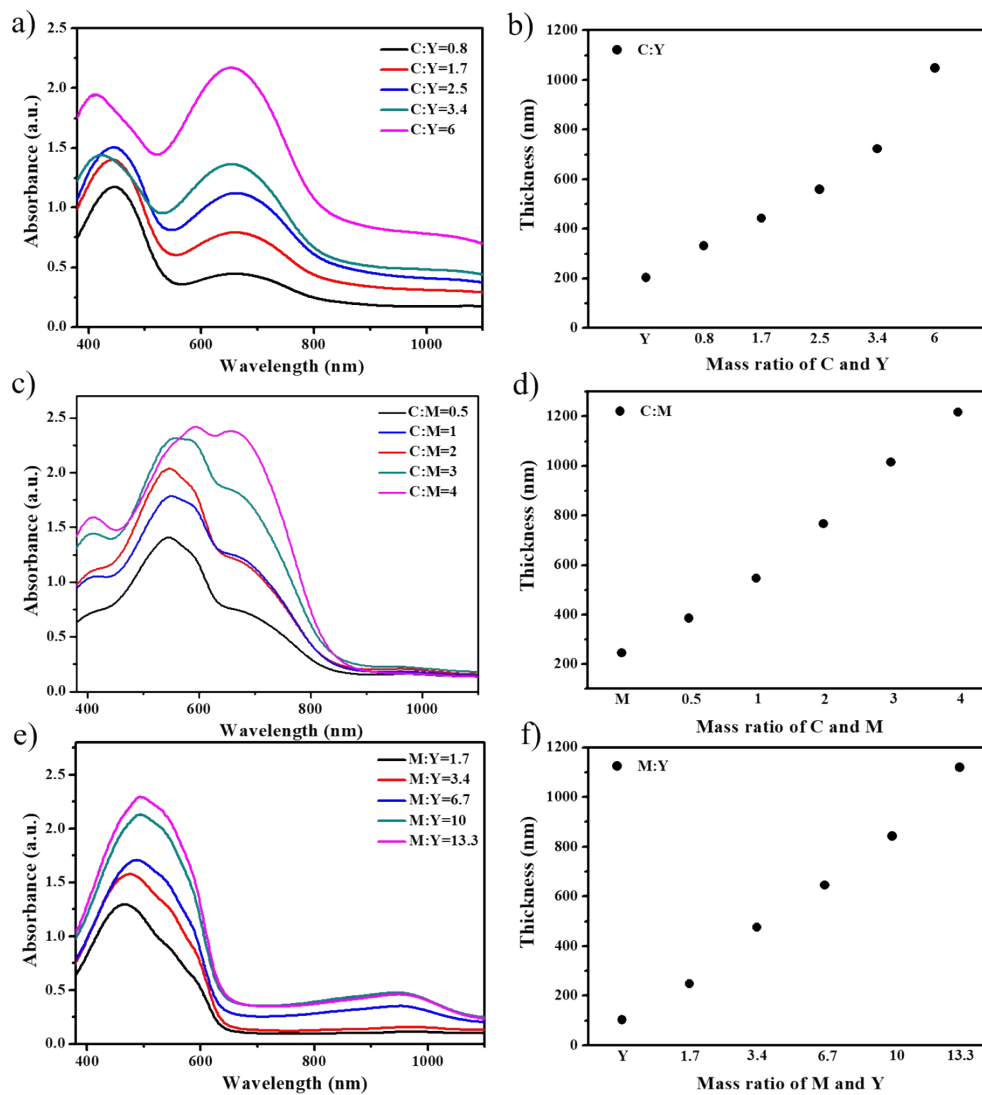 a)
2.5
2.0
1.5
1.0
0.5
0.0
Absorbance (a.u.)
C:Y=0.8
C:Y=1.7
C:Y=2.5
C:Y=3.4
C:Y=6
400 600 800 1000
Wavelength (nm)
b)
1200
1000
800
600
400
200
0
Thickness (nm)
C:Y
Y 0.8 1.7 2.5 3.4 6
Mass ratio of C and Y
c)
2.5
2.0
1.5
1.0
0.5
0.0
Absorbance (a.u.)
C:M=0.5
C:M=1
C:M=2
C:M=3
C:M=4
400 600 800 1000
Wavelength (nm)
d)
1200
1000
800
600
400
200
Thickness (nm)
C:M
M 0.5 1 2 3 4
Mass ratio of C and M
e)
2.5
2.0
1.5
1.0
0.5
0.0
Absorbance (a.u.)
M:Y=1.7
M:Y=3.4
M:Y=6.7
M:Y=10
M:Y=13.3
400 600 800 1000
Wavelength (nm)
f)
1200
1000
800
600
400
200
0
Thickness (nm)
M:Y
Y 1.7 3.4 6.7 10 13.3
Mass ratio of M and Y